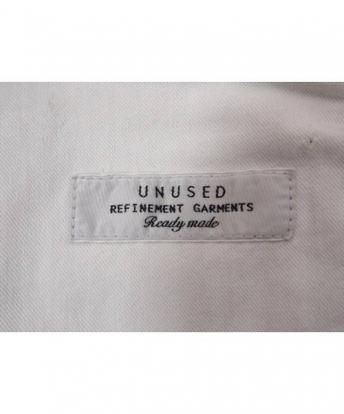 UNUSED
REFINEMENT GARMENTS
Ready made